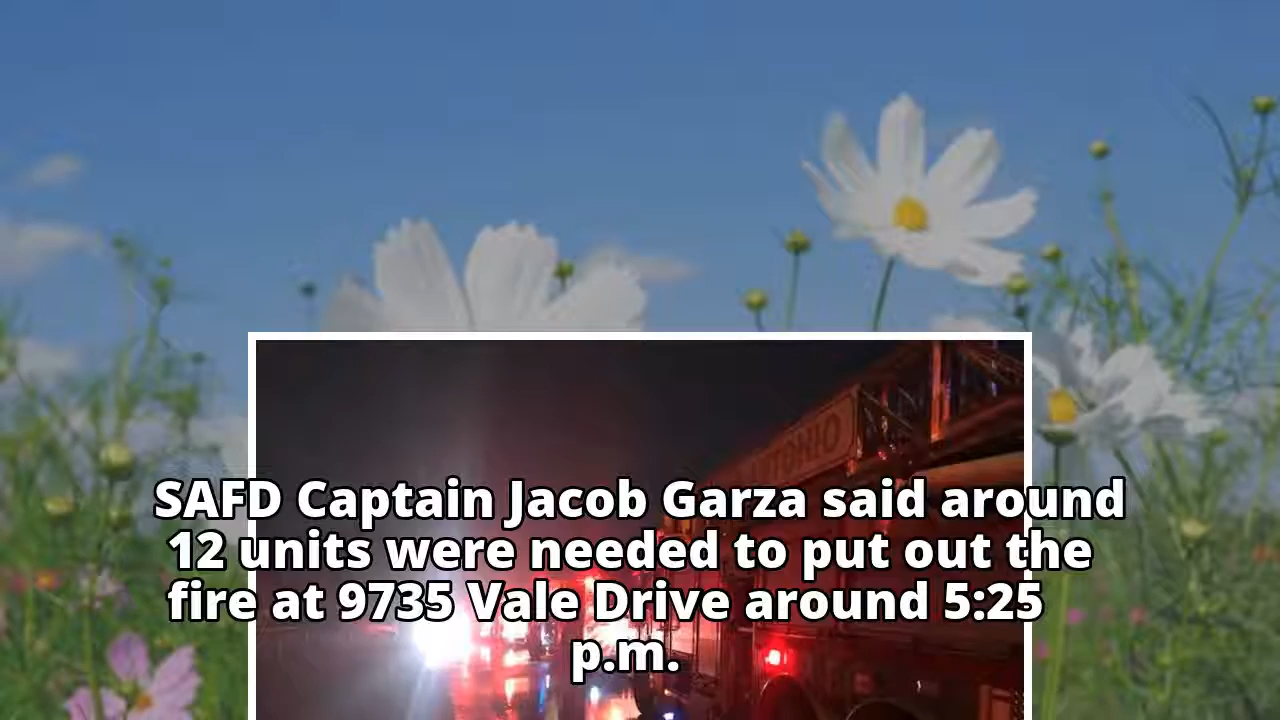 SAFD Captain Jacob Garza said around
12 units were needed to put out the
fire at 9735 Vale Drive around 5:25
p.m.